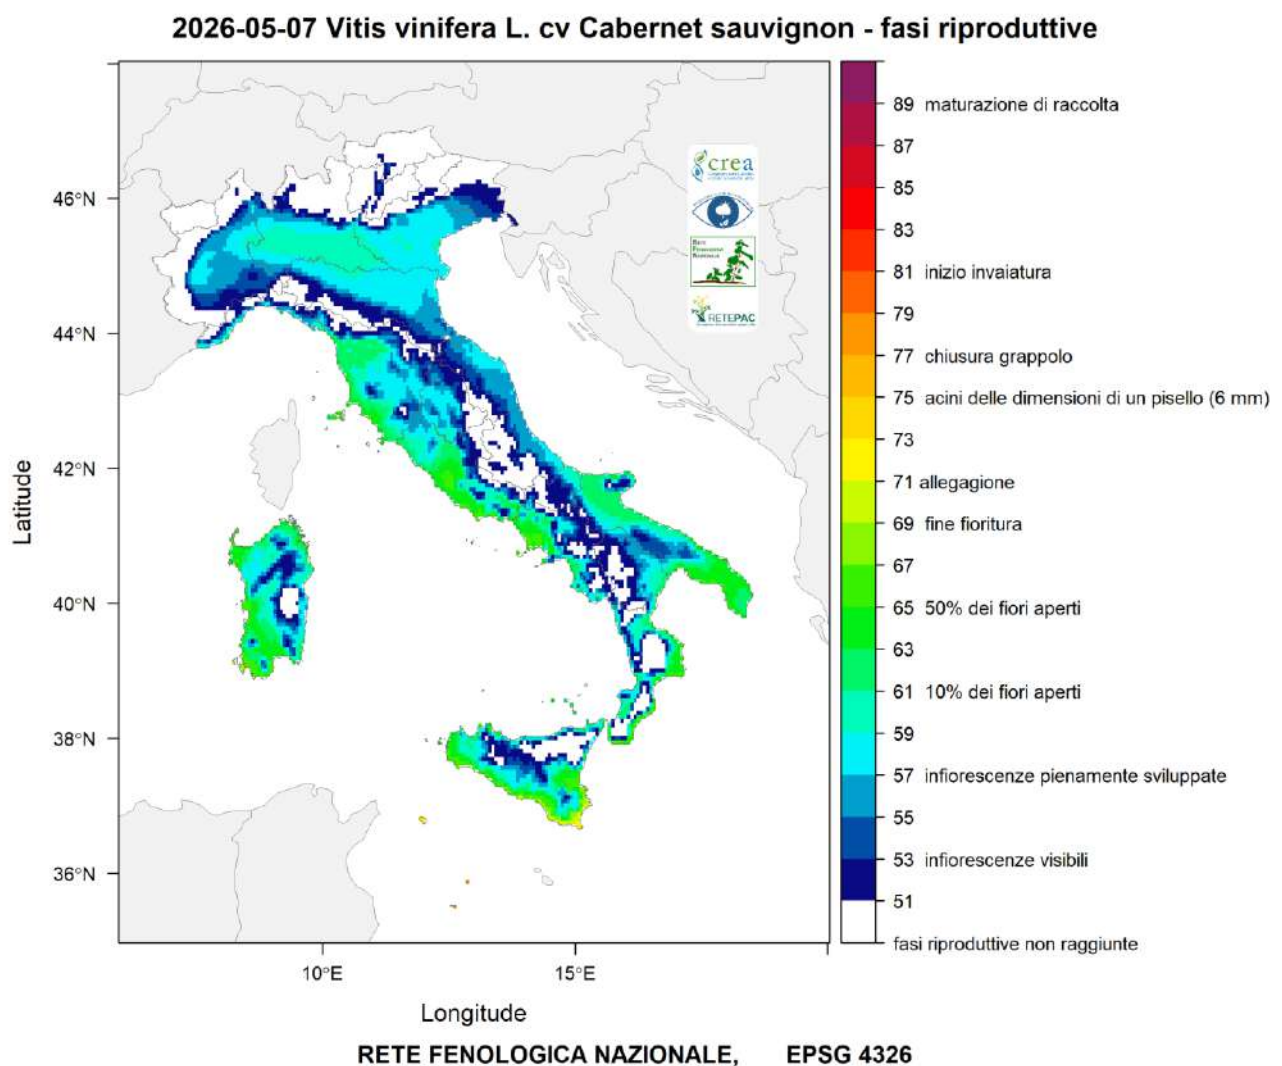 2026-05-07 Vitis vinifera L. cv Cabernet sauvignon - fasi riproduttive
89 maturazione di raccolta
87
85
83
81 inizio invaiatura
79
77 chiusura grappolo
75 acini delle dimensioni di un pisello (6 mm)
73
71 allegagione
69 fine fioritura
67
65 50% dei fiori aperti
63
61 10% dei fiori aperti
59
57 infiorescenze pienamente sviluppate
55
53 infiorescenze visibili
51
fasi riproduttive non raggiunte
crea
RETE
FENOLOGICA
NAZIONALE
RETEPAC
46°N
44°N
42°N
40°N
38°N
36°N
Latitude
10°E
15°E
Longitude
RETE FENOLOGICA NAZIONALE, EPSG 4326